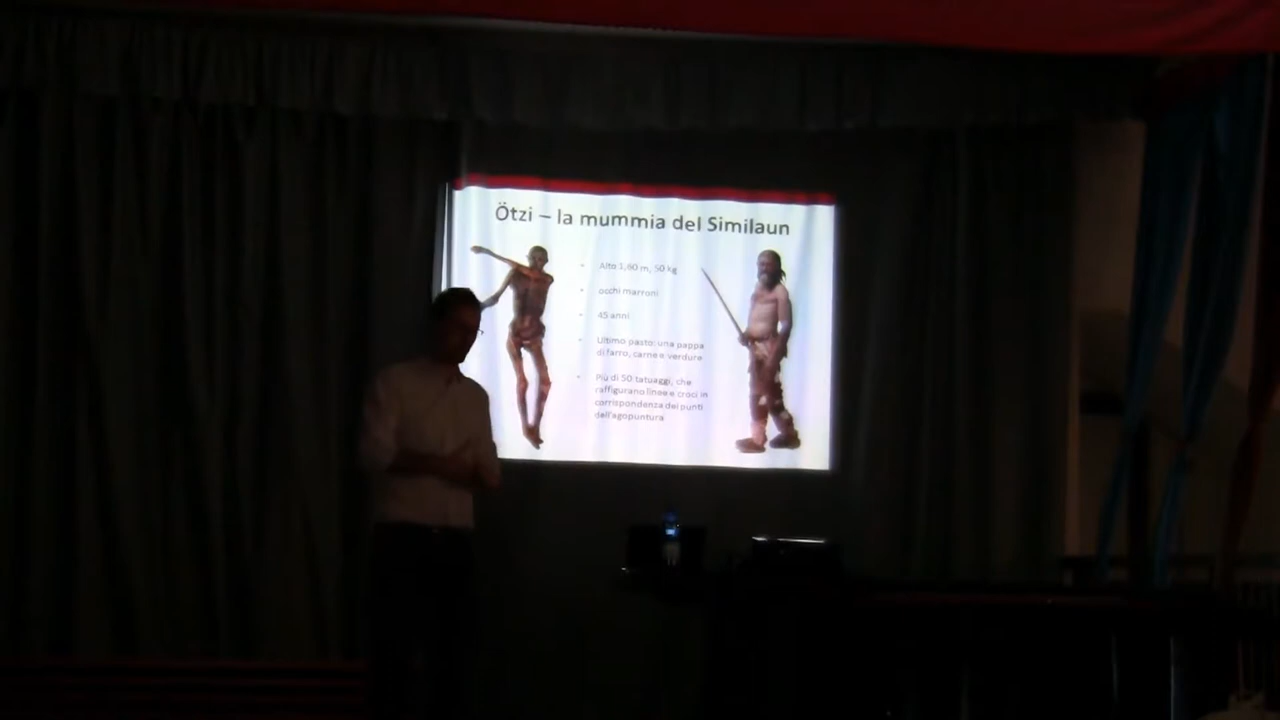 Ötzi – la mummia del Similaun
Alto 1,60 m, 50 kg
occhi marroni
45 anni
Ultimo pasto: una pappa
di farro, carne e verdure
Più di 50 tatuaggi, che
raffigurano linee e croci in
corrispondenza dei punti
dell'agopuntura